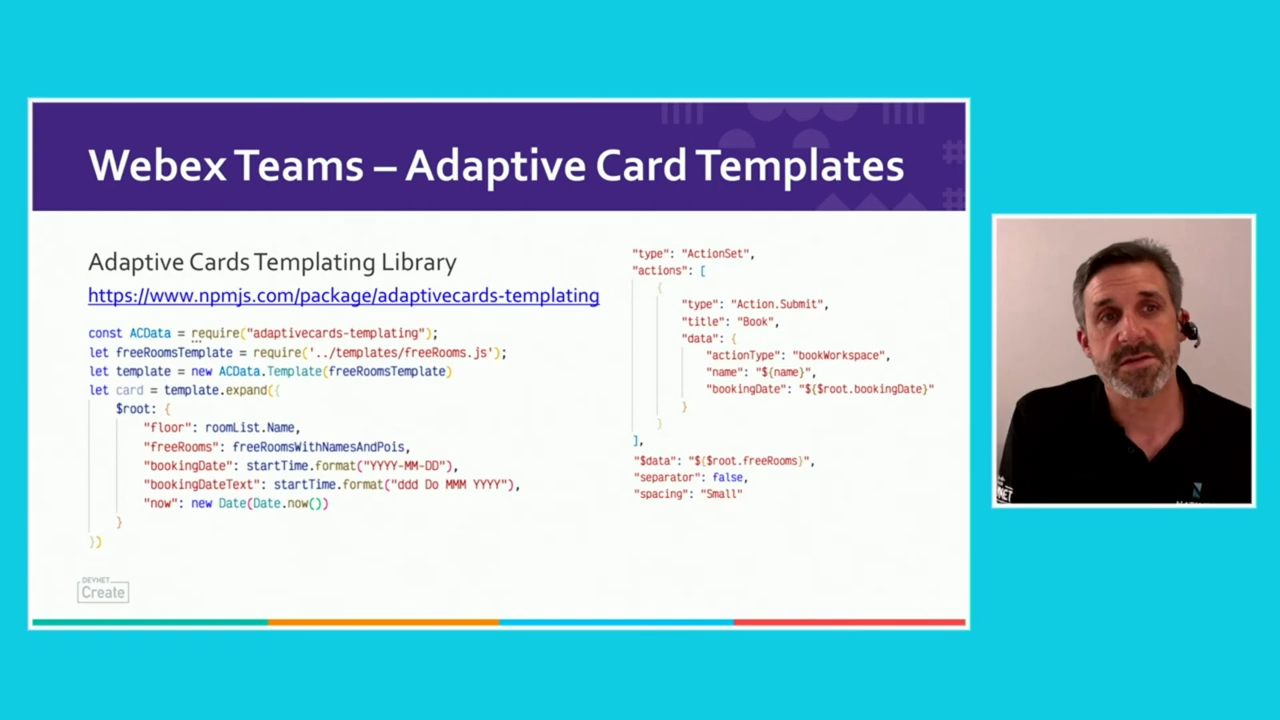 Webex Teams – Adaptive Card Templates
Adaptive Cards Templating Library
https://www.npmjs.com/package/adaptivecards-templating
const ACData = require("adaptivecards-templating");
let freeRoomsTemplate = require('../templates/freeRooms.js');
let template = new ACData.Template(freeRoomsTemplate)
let card = template.expand({
$root: {
"floor": roomList.Name,
"freeRooms": freeRoomsWithNamesAndPois,
"bookingDate": startTime.format("YYYY-MM-DD"),
"bookingDateText": startTime.format("ddd Do MMM YYYY"),
"now": new Date(Date.now())
}
})
"type": "ActionSet",
"actions": [
{
"type": "Action.Submit",
"title": "Book",
"data": {
"actionType": "bookWorkspace",
"name": "${name}",
"bookingDate": "${$root.bookingDate}"
}
}
],
"$data": "${$root.freeRooms}",
"separator": false,
"spacing": "Small"
DEVNET
Create